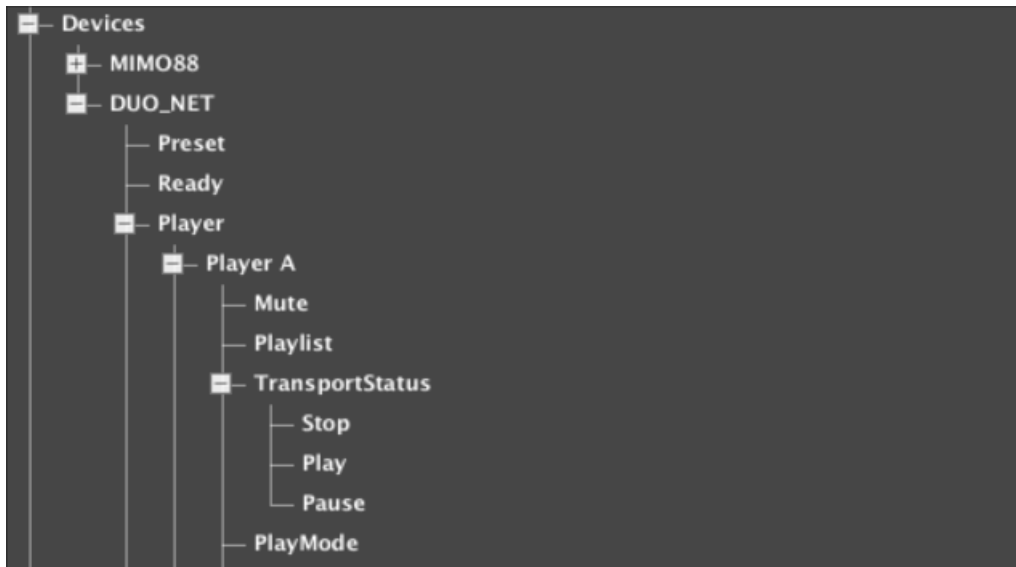 Devices
MIMO88
DUO_NET
Preset
Ready
Player
Player A
Mute
Playlist
TransportStatus
Stop
Play
Pause
PlayMode